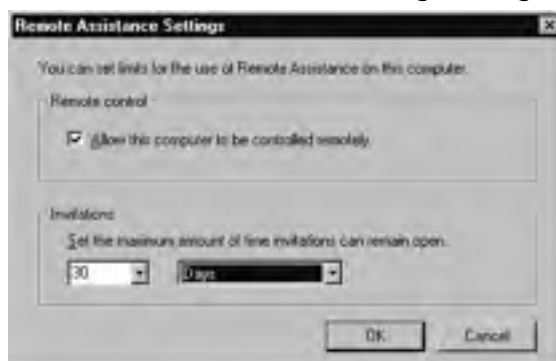 Remote Assistance Settings
You can set limits for the use of Remote Assistance on this computer.
Remote control
Allow this computer to be controlled remotely
Invitations
Set the maximum amount of time invitations can remain open.
30 Days
OK Cancel